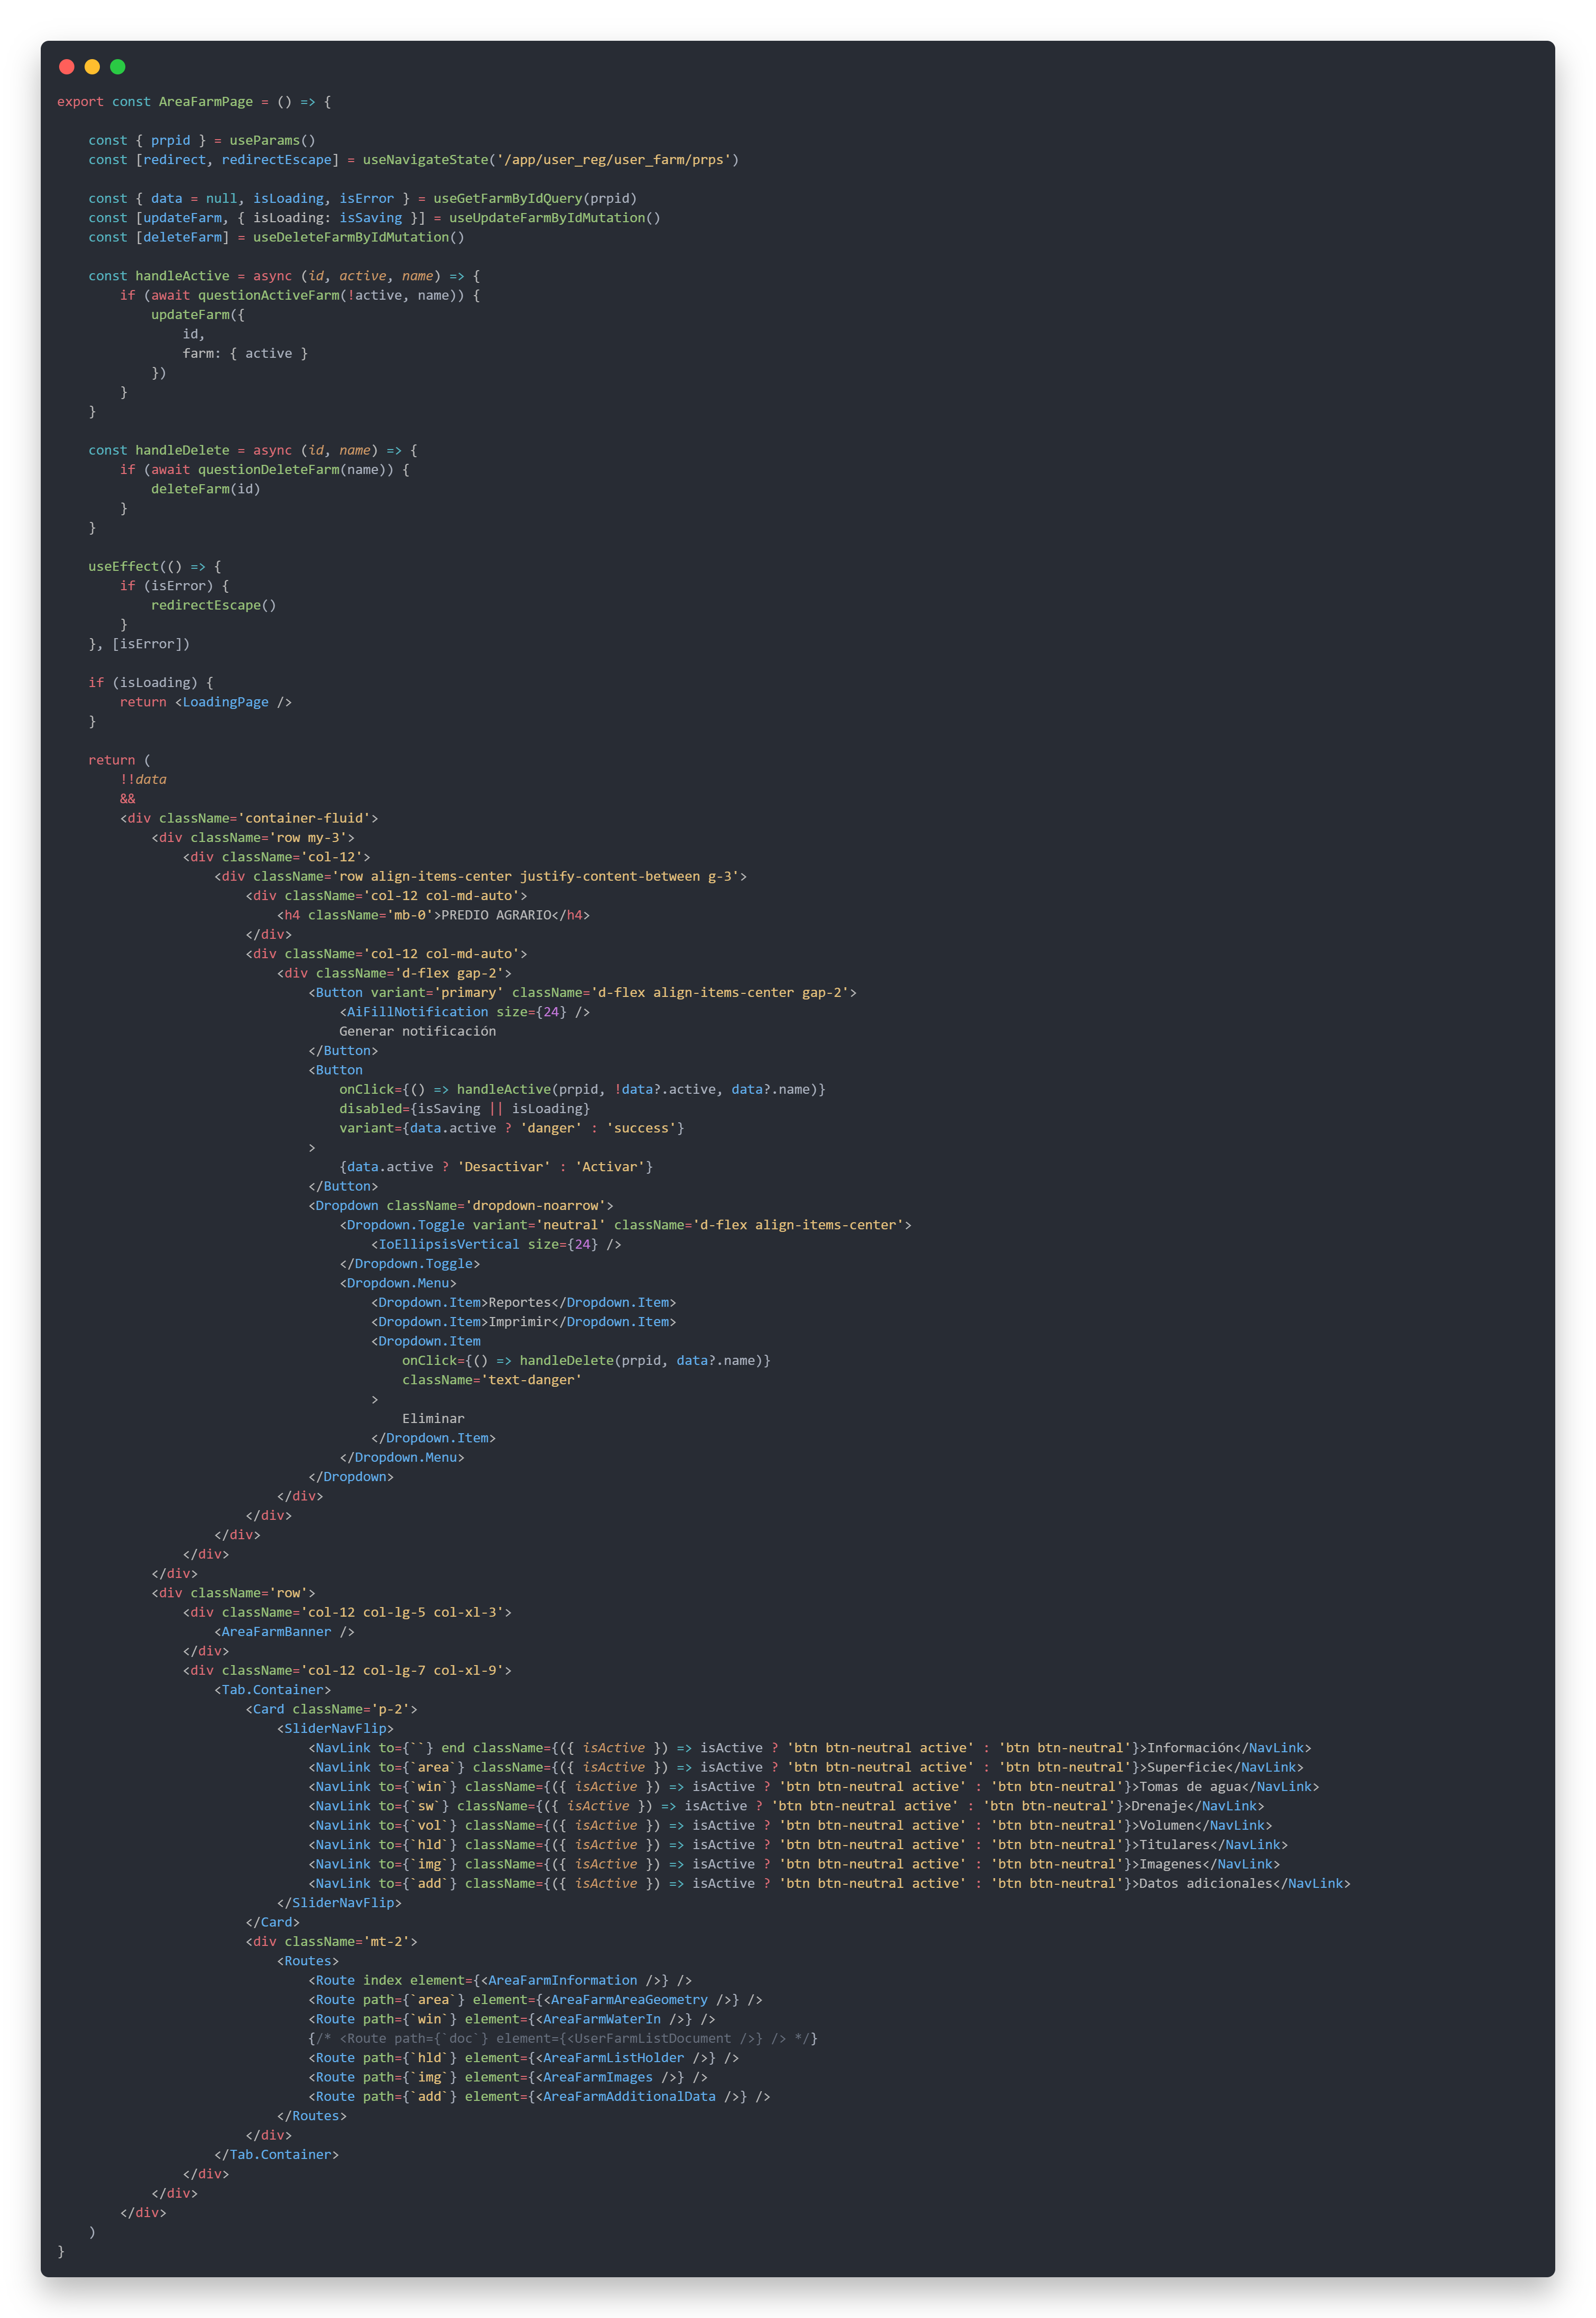 export const AreaFarmPage = () => {

    const { prpid } = useParams()
    const [redirect, redirectEscape] = useNavigateState('/app/user_reg/user_farm/prps')

    const { data = null, isLoading, isError } = useGetFarmByIdQuery(prpid)
    const [updateFarm, { isLoading: isSaving }] = useUpdateFarmByIdMutation()
    const [deleteFarm] = useDeleteFarmByIdMutation()

    const handleActive = async (id, active, name) => {
        if (await questionActiveFarm(!active, name)) {
            updateFarm({
                id,
                farm: { active }
            })
        }
    }

    const handleDelete = async (id, name) => {
        if (await questionDeleteFarm(name)) {
            deleteFarm(id)
        }
    }

    useEffect(() => {
        if (isError) {
            redirectEscape()
        }
    }, [isError])

    if (isLoading) {
        return <LoadingPage />
    }

    return (
        !!data
        &&
        <div className='container-fluid'>
            <div className='row my-3'>
                <div className='col-12'>
                    <div className='row align-items-center justify-content-between g-3'>
                        <div className='col-12 col-md-auto'>
                            <h4 className='mb-0'>PREDIO AGRARIO</h4>
                        </div>
                        <div className='col-12 col-md-auto'>
                            <div className='d-flex gap-2'>
                                <Button variant='primary' className='d-flex align-items-center gap-2'>
                                    <AiFillNotification size={24} />
                                    Generar notificación
                                </Button>
                                <Button
                                    onClick={() => handleActive(prpid, !data?.active, data?.name)}
                                    disabled={isSaving || isLoading}
                                    variant={data.active ? 'danger' : 'success'}
                                >
                                    {data.active ? 'Desactivar' : 'Activar'}
                                </Button>
                                <Dropdown className='dropdown-noarrow'>
                                    <Dropdown.Toggle variant='neutral' className='d-flex align-items-center'>
                                        <IoEllipsisVertical size={24} />
                                    </Dropdown.Toggle>
                                    <Dropdown.Menu>
                                        <Dropdown.Item>Reportes</Dropdown.Item>
                                        <Dropdown.Item>Imprimir</Dropdown.Item>
                                        <Dropdown.Item
                                            onClick={() => handleDelete(prpid, data?.name)}
                                            className='text-danger'
                                        >
                                            Eliminar
                                        </Dropdown.Item>
                                    </Dropdown.Menu>
                                </Dropdown>
                            </div>
                        </div>
                    </div>
                </div>
            </div>
            <div className='row'>
                <div className='col-12 col-lg-5 col-xl-3'>
                    <AreaFarmBanner />
                </div>
                <div className='col-12 col-lg-7 col-xl-9'>
                    <Tab.Container>
                        <Card className='p-2'>
                            <SliderNavFlip>
                                <NavLink to={``} end className={({ isActive }) => isActive ? 'btn btn-neutral active' : 'btn btn-neutral'}>Información</NavLink>
                                <NavLink to={`area`} className={({ isActive }) => isActive ? 'btn btn-neutral active' : 'btn btn-neutral'}>Superficie</NavLink>
                                <NavLink to={`win`} className={({ isActive }) => isActive ? 'btn btn-neutral active' : 'btn btn-neutral'}>Tomas de agua</NavLink>
                                <NavLink to={`sw`} className={({ isActive }) => isActive ? 'btn btn-neutral active' : 'btn btn-neutral'}>Drenaje</NavLink>
                                <NavLink to={`vol`} className={({ isActive }) => isActive ? 'btn btn-neutral active' : 'btn btn-neutral'}>Volumen</NavLink>
                                <NavLink to={`hld`} className={({ isActive }) => isActive ? 'btn btn-neutral active' : 'btn btn-neutral'}>Titulares</NavLink>
                                <NavLink to={`img`} className={({ isActive }) => isActive ? 'btn btn-neutral active' : 'btn btn-neutral'}>Imagenes</NavLink>
                                <NavLink to={`add`} className={({ isActive }) => isActive ? 'btn btn-neutral active' : 'btn btn-neutral'}>Datos adicionales</NavLink>
                            </SliderNavFlip>
                        </Card>
                        <div className='mt-2'>
                            <Routes>
                                <Route index element={<AreaFarmInformation />} />
                                <Route path={`area`} element={<AreaFarmAreaGeometry />} />
                                <Route path={`win`} element={<AreaFarmWaterIn />} />
                                {/* <Route path={`doc`} element={<UserFarmListDocument />} /> */}
                                <Route path={`hld`} element={<AreaFarmListHolder />} />
                                <Route path={`img`} element={<AreaFarmImages />} />
                                <Route path={`add`} element={<AreaFarmAdditionalData />} />
                            </Routes>
                        </div>
                    </Tab.Container>
                </div>
            </div>
        </div>
    )
}